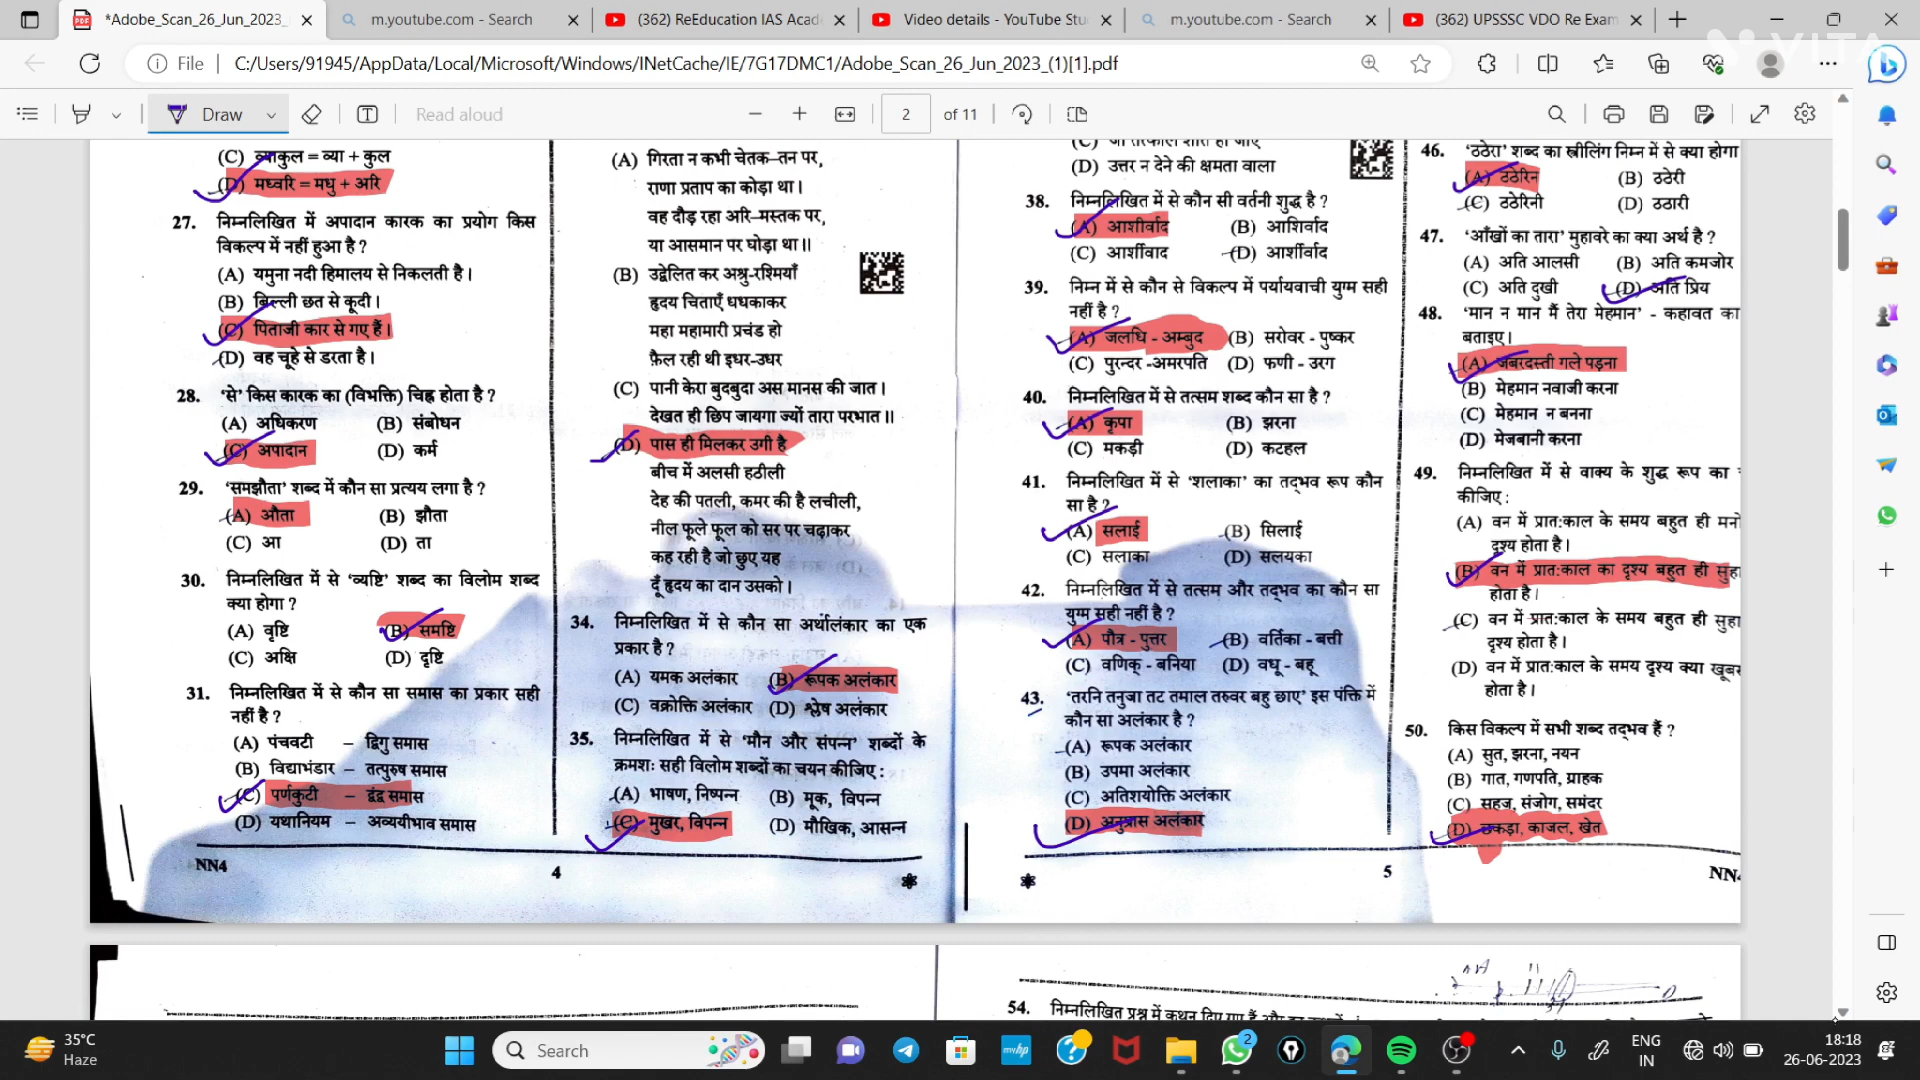 *Adobe_Scan_26_Jun_2023_
m.youtube.com - Search
(362) ReEducation IAS Acad
Video details - YouTube Stu
m.youtube.com - Search
(362) UPSSSC VDO Re Exam
VITA
File
C:/Users/91945/AppData/Local/Microsoft/Windows/INetCache/IE/7G17DMC1/Adobe_Scan_26_Jun_2023_(1)[1].pdf
Draw
Read aloud
2 of 11
(C) व्याकुल = व्या + कुल
(D) मध्वरि = मधु + अरि
27. निम्नलिखित में अपादान कारक का प्रयोग किस
विकल्प में नहीं हुआ है ?
(A) यमुना नदी हिमालय से निकलती है।
(B) बिल्ली छत से कूदी।
(C) पिताजी कार से गए हैं।
(D) वह चूहे से डरता है।
28. 'से' किस कारक का (विभक्ति) चिह्न होता है ?
(A) अधिकरण (B) संबोधन
(C) अपादान (D) कर्म
29. 'समझौता' शब्द में कौन सा प्रत्यय लगा है ?
(A) औता (B) झौता
(C) आ (D) ता
30. निम्नलिखित में से 'व्यष्टि' शब्द का विलोम शब्द
क्या होगा ?
(A) वृष्टि (B) समष्टि
(C) अक्षि (D) दृष्टि
31. निम्नलिखित में से कौन सा समास का प्रकार सही
नहीं है ?
(A) पंचवटी – द्विगु समास
(B) विद्याभंडार – तत्पुरुष समास
(C) पर्णकुटी – द्वंद्व समास
(D) यथानियम – अव्ययीभाव समास
NN4
4
(A) गिरता न कभी चेतक–तन पर,
राणा प्रताप का कोड़ा था।
वह दौड़ रहा अरि–मस्तक पर,
या आसमान पर घोड़ा था॥
(B) उद्वेलित कर अश्रु-रश्मियाँ
हृदय चिताएँ धधकाकर
महा महामारी प्रचंड हो
फैल रही थी इधर-उधर
(C) पानी केरा बुदबुदा अस मानस की जात।
देखत ही छिप जायगा ज्यों तारा परभात॥
(D) पास ही मिलकर उगी है
बीच में अलसी हठीली
देह की पतली, कमर की है लचीली,
नील फूले फूल को सर पर चढ़ाकर
कह रही है जो छुए यह
दूँ हृदय का दान उसको।
34. निम्नलिखित में से कौन सा अर्थालंकार का एक
प्रकार है ?
(A) यमक अलंकार (B) रूपक अलंकार
(C) वक्रोक्ति अलंकार (D) श्लेष अलंकार
35. निम्नलिखित में से 'मौन और संपन्न' शब्दों के
क्रमशः सही विलोम शब्दों का चयन कीजिए :
(A) भाषण, निष्पन्न (B) मूक, विपन्न
(C) मुखर, विपन्न (D) मौखिक, आसन्न
(D) उत्तर न देने की क्षमता वाला
38. निम्नलिखित में से कौन सी वर्तनी शुद्ध है ?
(A) आशीर्वाद (B) आशिर्वाद
(C) आर्शीवाद (D) आर्शीर्वाद
39. निम्न में से कौन से विकल्प में पर्यायवाची युग्म सही
नहीं है ?
(A) जलधि - अम्बुद (B) सरोवर - पुष्कर
(C) पुरन्दर -अमरपति (D) फणी - उरग
40. निम्नलिखित में से तत्सम शब्द कौन सा है ?
(A) कृपा (B) झरना
(C) मकड़ी (D) कटहल
41. निम्नलिखित में से 'शलाका' का तद्भव रूप कौन
सा है ?
(A) सलाई (B) सिलाई
(C) सलाका (D) सलयका
42. निम्नलिखित में से तत्सम और तद्भव का कौन सा
युग्म सही नहीं है ?
(A) पौत्र - पुत्तर (B) वर्तिका - बत्ती
(C) वणिक् - बनिया (D) वधू - बहू
43. 'तरनि तनुजा तट तमाल तरुवर बहु छाए' इस पंक्ति में
कौन सा अलंकार है ?
(A) रूपक अलंकार
(B) उपमा अलंकार
(C) अतिशयोक्ति अलंकार
(D) अनुप्रास अलंकार
5
46. 'ठठेरा' शब्द का स्त्रीलिंग निम्न में से क्या होगा
(A) ठठेरिन (B) ठठेरी
(C) ठठेरिनी (D) ठठारी
47. 'आँखों का तारा' मुहावरे का क्या अर्थ है ?
(A) अति आलसी (B) अति कमजोर
(C) अति दुखी (D) अति प्रिय
48. 'मान न मान मैं तेरा मेहमान' - कहावत का
बताइए।
(A) जबरदस्ती गले पड़ना
(B) मेहमान नवाजी करना
(C) मेहमान न बनना
(D) मेजबानी करना
49. निम्नलिखित में से वाक्य के शुद्ध रूप का
कीजिए :
(A) वन में प्रात:काल के समय बहुत ही मनो
दृश्य होता है।
(B) वन में प्रात:काल का दृश्य बहुत ही सुहा
होता है।
(C) वन में प्रात:काल के समय बहुत ही सुहा
दृश्य होता है।
(D) वन में प्रात:काल के समय दृश्य क्या खूब
होता है।
50. किस विकल्प में सभी शब्द तद्भव हैं ?
(A) सुत, झरना, नयन
(B) गात, गणपति, ग्राहक
(C) सहज, संजोग, समंदर
(D) छकड़ा, काजल, खेत
NN4
54. निम्नलिखित प्रश्न में कथन दिए गए हैं
35°C
Haze
Search
2
ENG
IN
18:18
26-06-2023